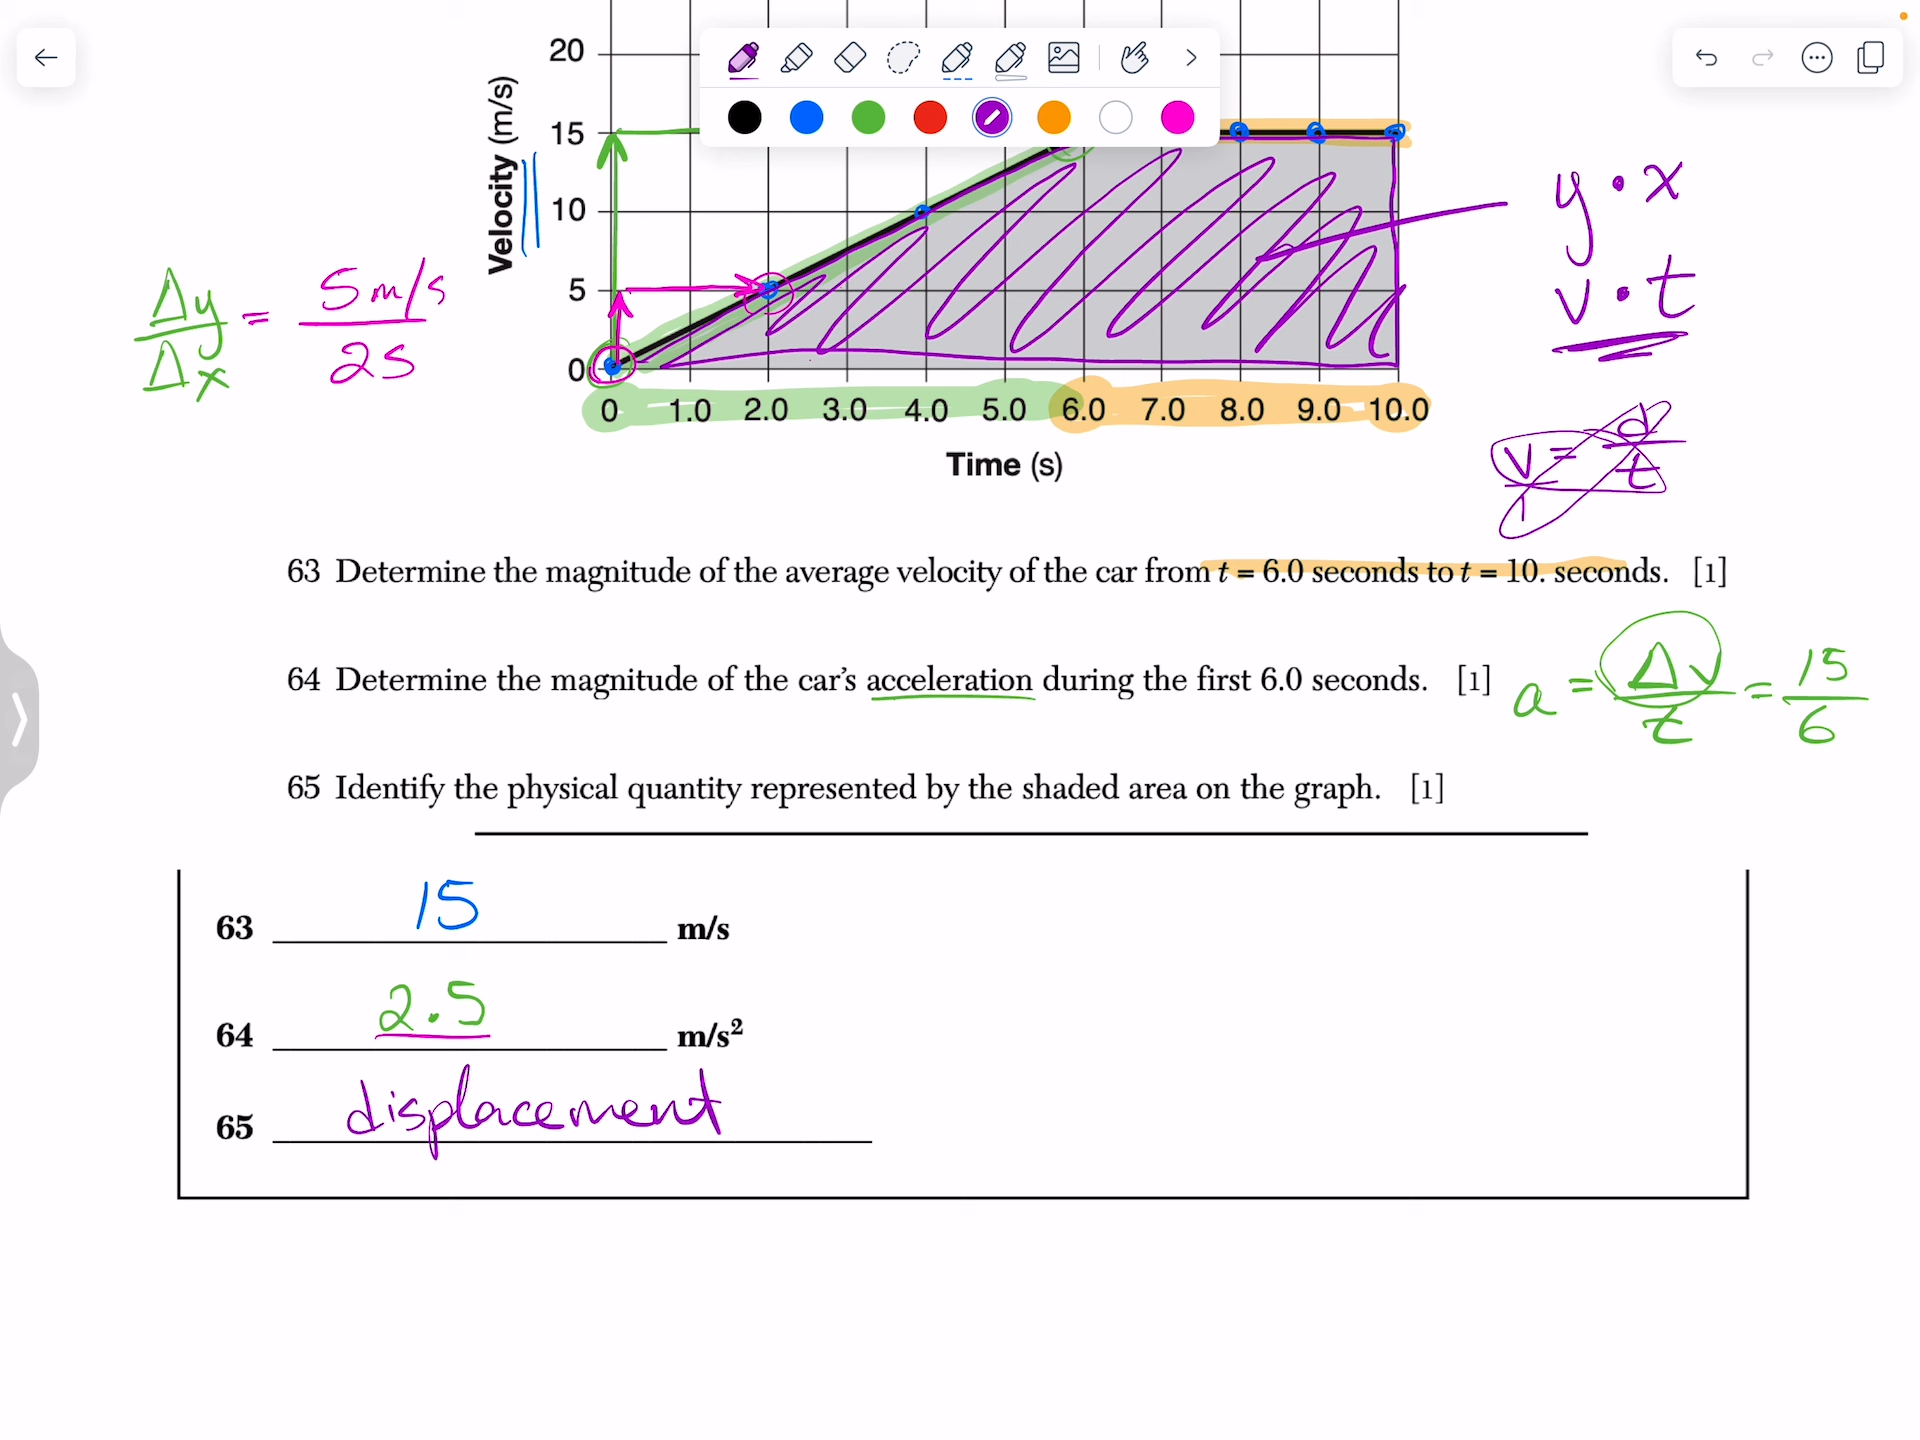 20
15
10
5
0
Velocity (m/s)
0 1.0 2.0 3.0 4.0 5.0 6.0 7.0 8.0 9.0 10.0
Time (s)
Δy/Δx = 5 m/s / 2s
y · x
v · t
v/1 = d/t
63 Determine the magnitude of the average velocity of the car from t = 6.0 seconds to t = 10. seconds. [1]
64 Determine the magnitude of the car’s acceleration during the first 6.0 seconds. [1]
a = Δv/t = 15/6
65 Identify the physical quantity represented by the shaded area on the graph. [1]
63 15 m/s
64 2.5 m/s²
65 displacement